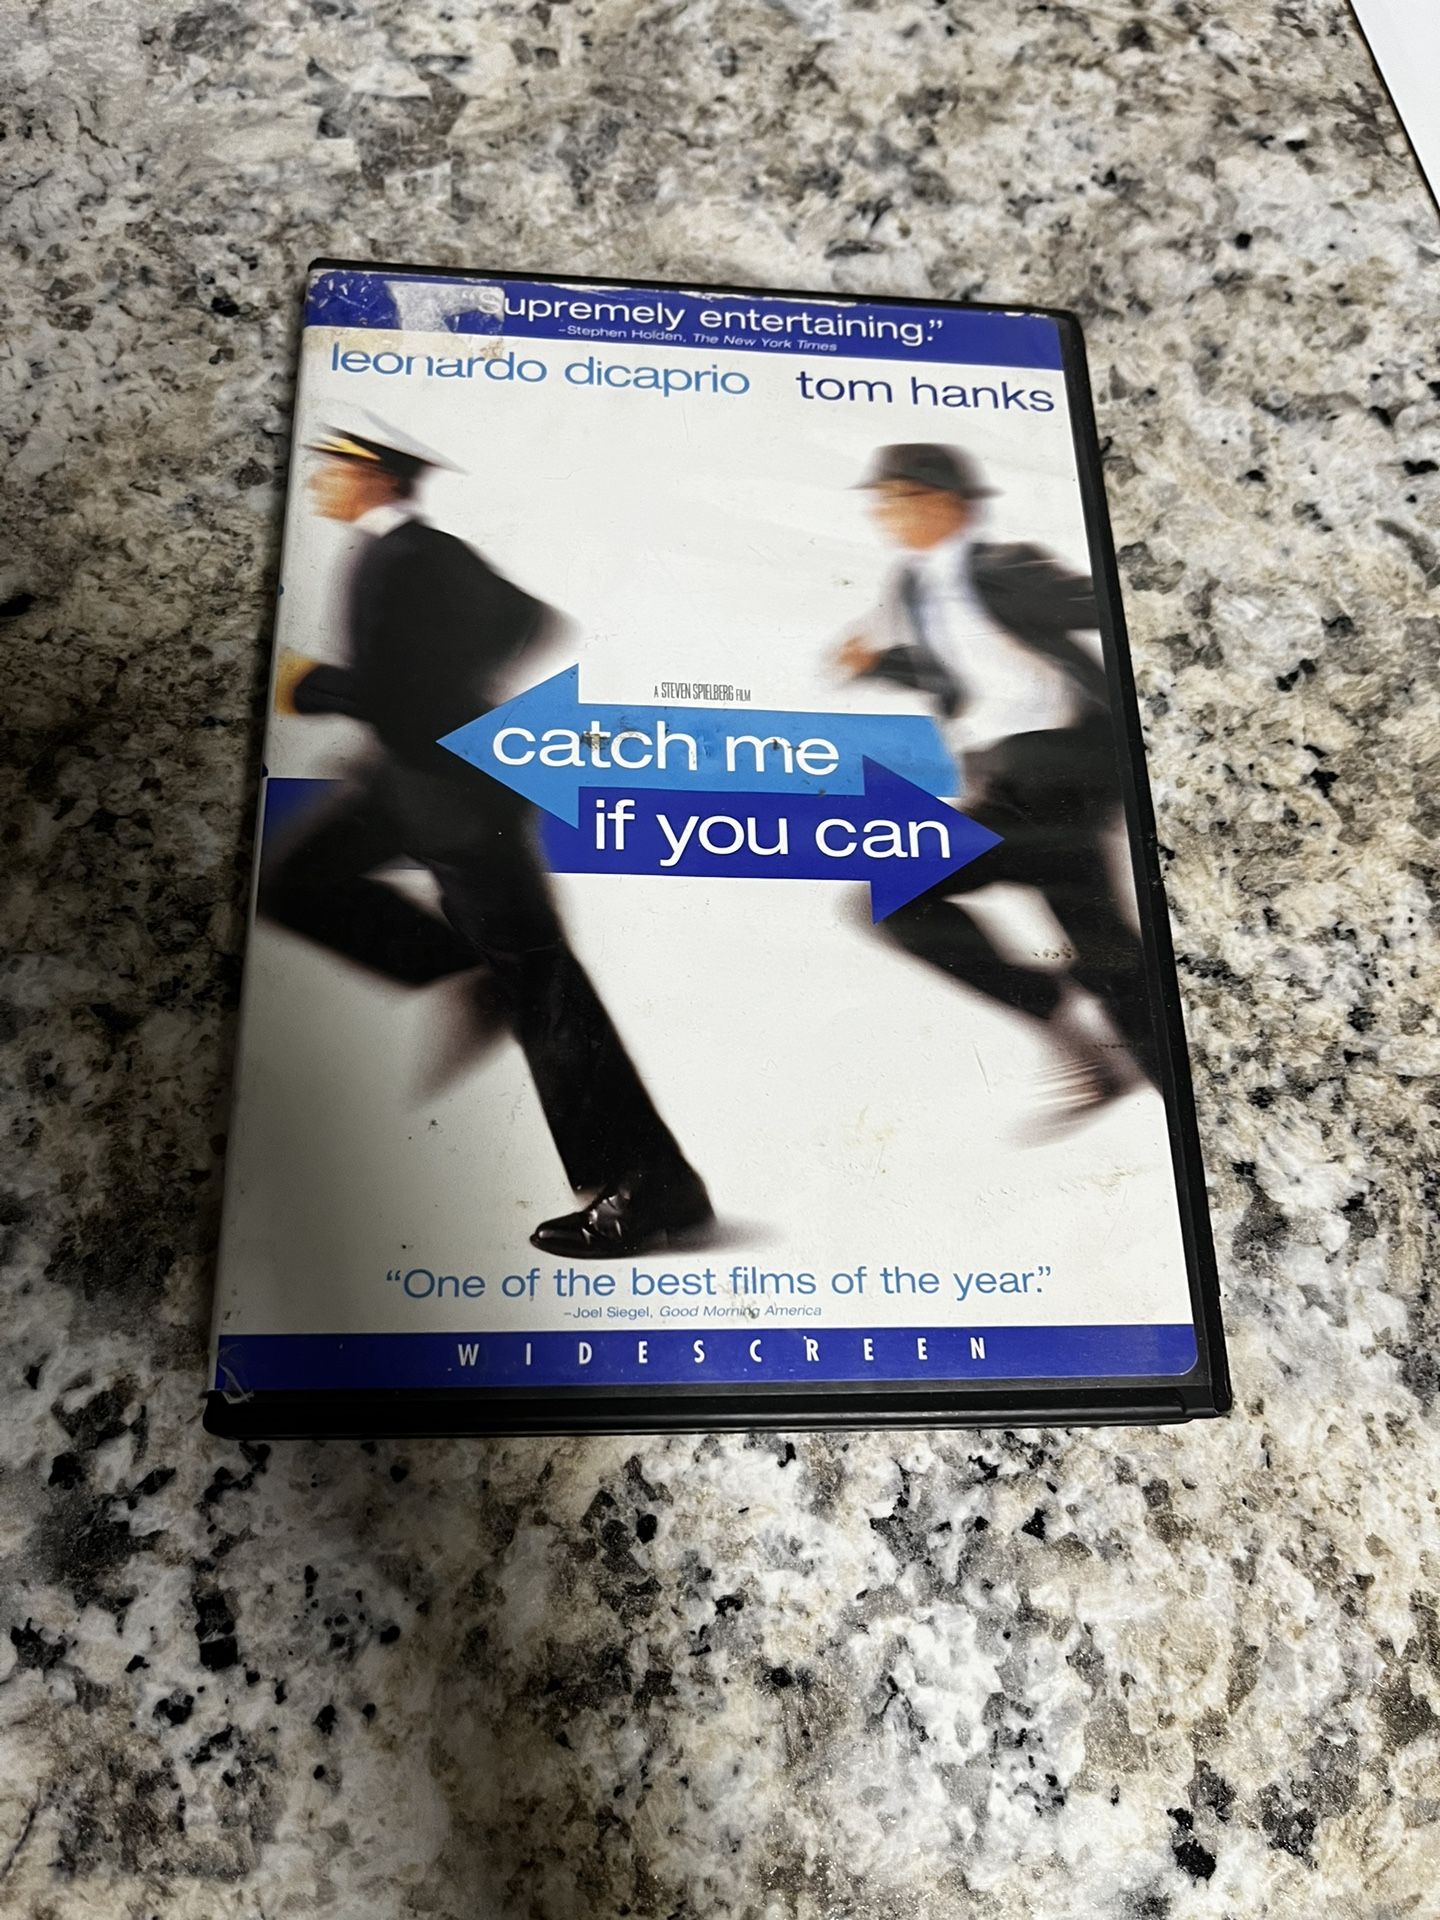 "Supremely entertaining."
–Stephen Holden, The New York Times
leonardo dicaprio tom hanks
A STEVEN SPIELBERG FILM
catch me
if you can
"One of the best films of the year."
–Joel Siegel, Good Morning America
WIDESCREEN